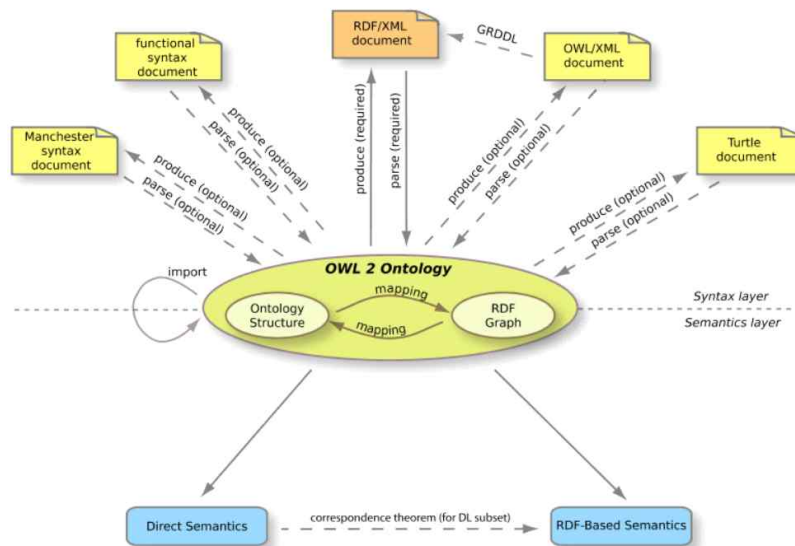 RDF/XML
document
GRDDL
functional
syntax
document
OWL/XML
document
Manchester
syntax
document
Turtle
document
produce (optional)
parse (optional)
produce (optional)
parse (optional)
produce (required)
parse (required)
produce (optional)
parse (optional)
produce (optional)
parse (optional)
OWL 2 Ontology
import
mapping
Ontology
Structure
RDF
Graph
mapping
Syntax layer
Semantics layer
Direct Semantics
correspondence theorem (for DL subset)
RDF-Based Semantics